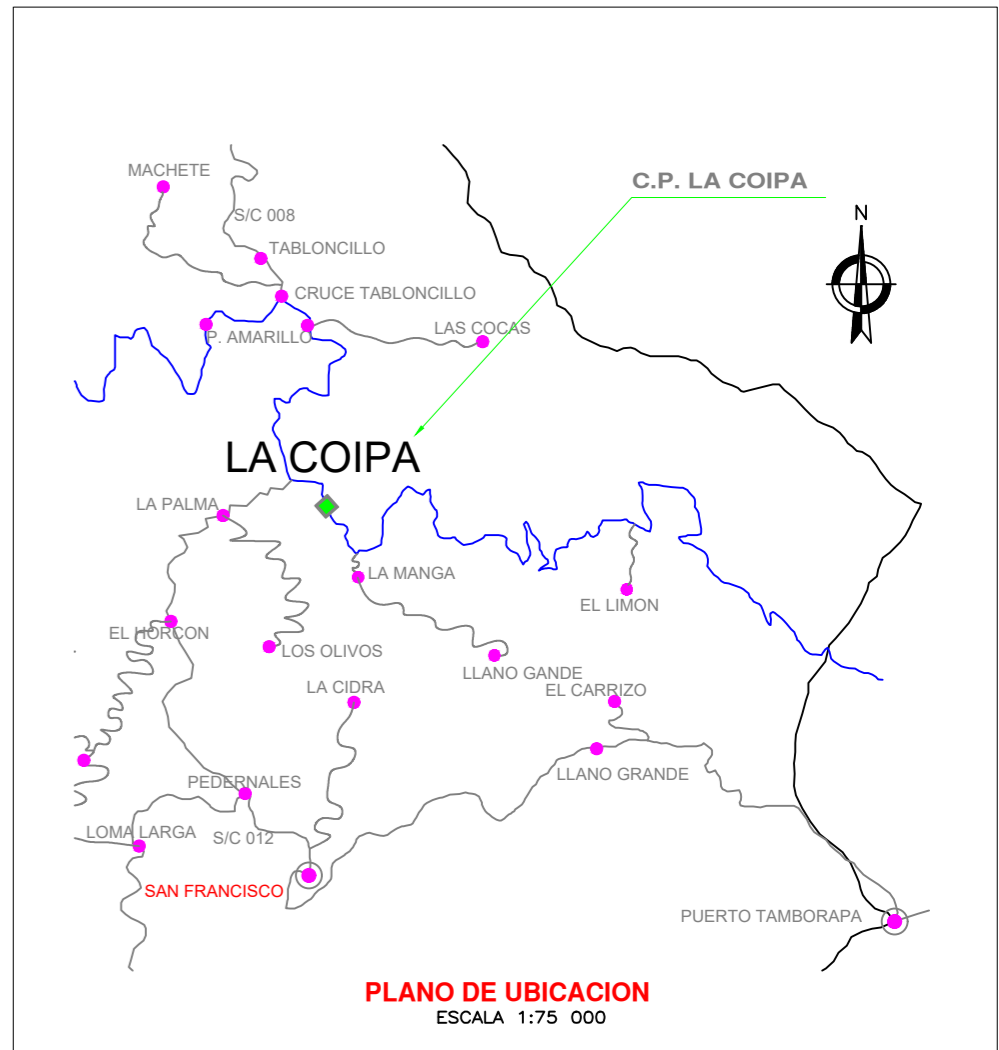 MACHETE
C.P. LA COIPA
S/C 008
N
TABLONCILLO
CRUCE TABLONCILLO
P. AMARILLO
LAS COCAS
LA COIPA
LA PALMA
LA MANGA
EL LIMON
EL HORCON
LOS OLIVOS
LLANO GANDE
LA CIDRA
EL CARRIZO
LLANO GRANDE
PEDERNALES
LOMA LARGA
S/C 012
SAN FRANCISCO
PUERTO TAMBORAPA
PLANO DE UBICACION
ESCALA 1:75 000